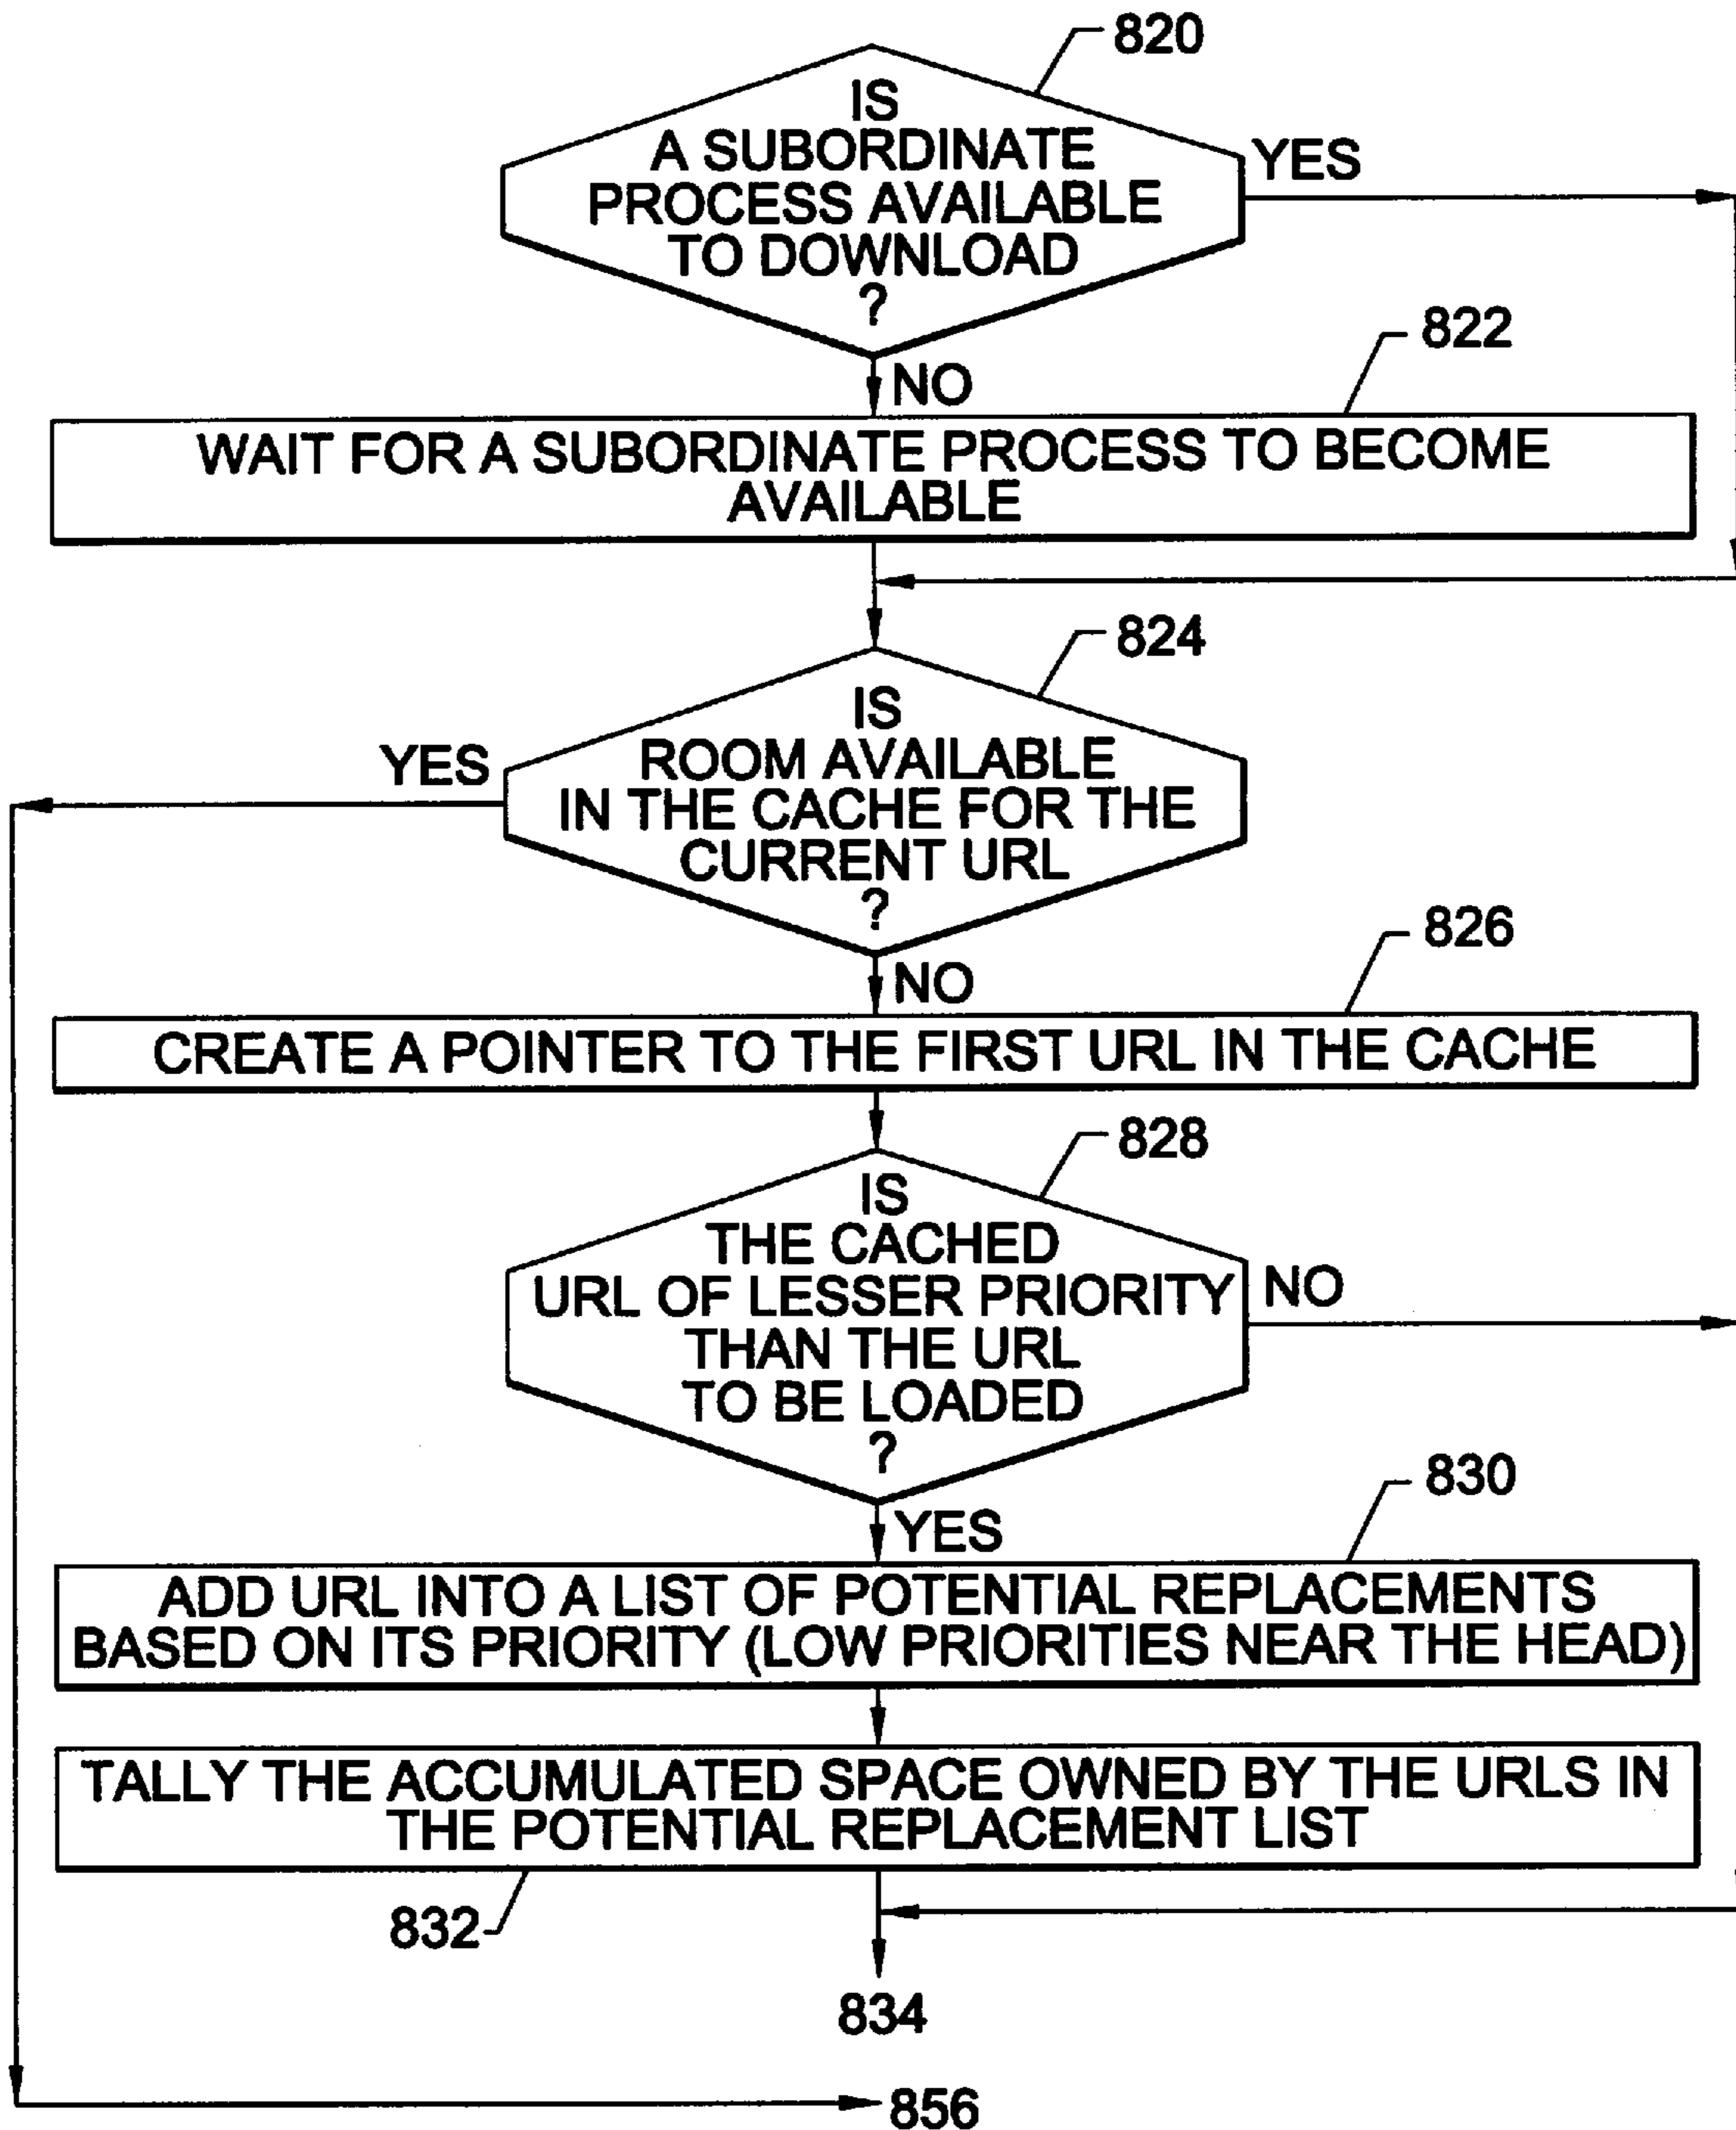 820
IS
A SUBORDINATE
PROCESS AVAILABLE
TO DOWNLOAD
?
YES
NO
822
WAIT FOR A SUBORDINATE PROCESS TO BECOME
AVAILABLE
824
IS
ROOM AVAILABLE
IN THE CACHE FOR THE
CURRENT URL
?
YES
NO
826
CREATE A POINTER TO THE FIRST URL IN THE CACHE
828
IS
THE CACHED
URL OF LESSER PRIORITY
THAN THE URL
TO BE LOADED
?
NO
YES
830
ADD URL INTO A LIST OF POTENTIAL REPLACEMENTS
BASED ON ITS PRIORITY (LOW PRIORITIES NEAR THE HEAD)
TALLY THE ACCUMULATED SPACE OWNED BY THE URLS IN
THE POTENTIAL REPLACEMENT LIST
832
834
856